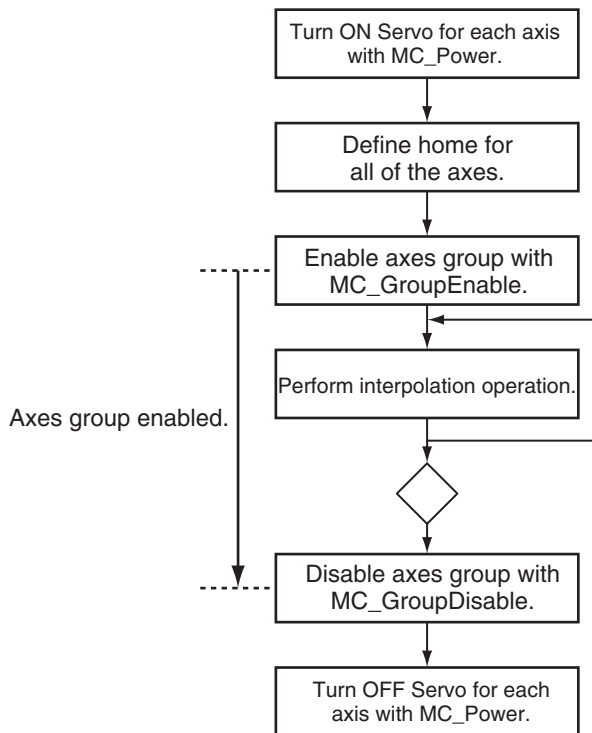 Turn ON Servo for each axis
with MC_Power.
Define home for
all of the axes.
Enable axes group with
MC_GroupEnable.
Perform interpolation operation.
Axes group enabled.
Disable axes group with
MC_GroupDisable.
Turn OFF Servo for each
axis with MC_Power.